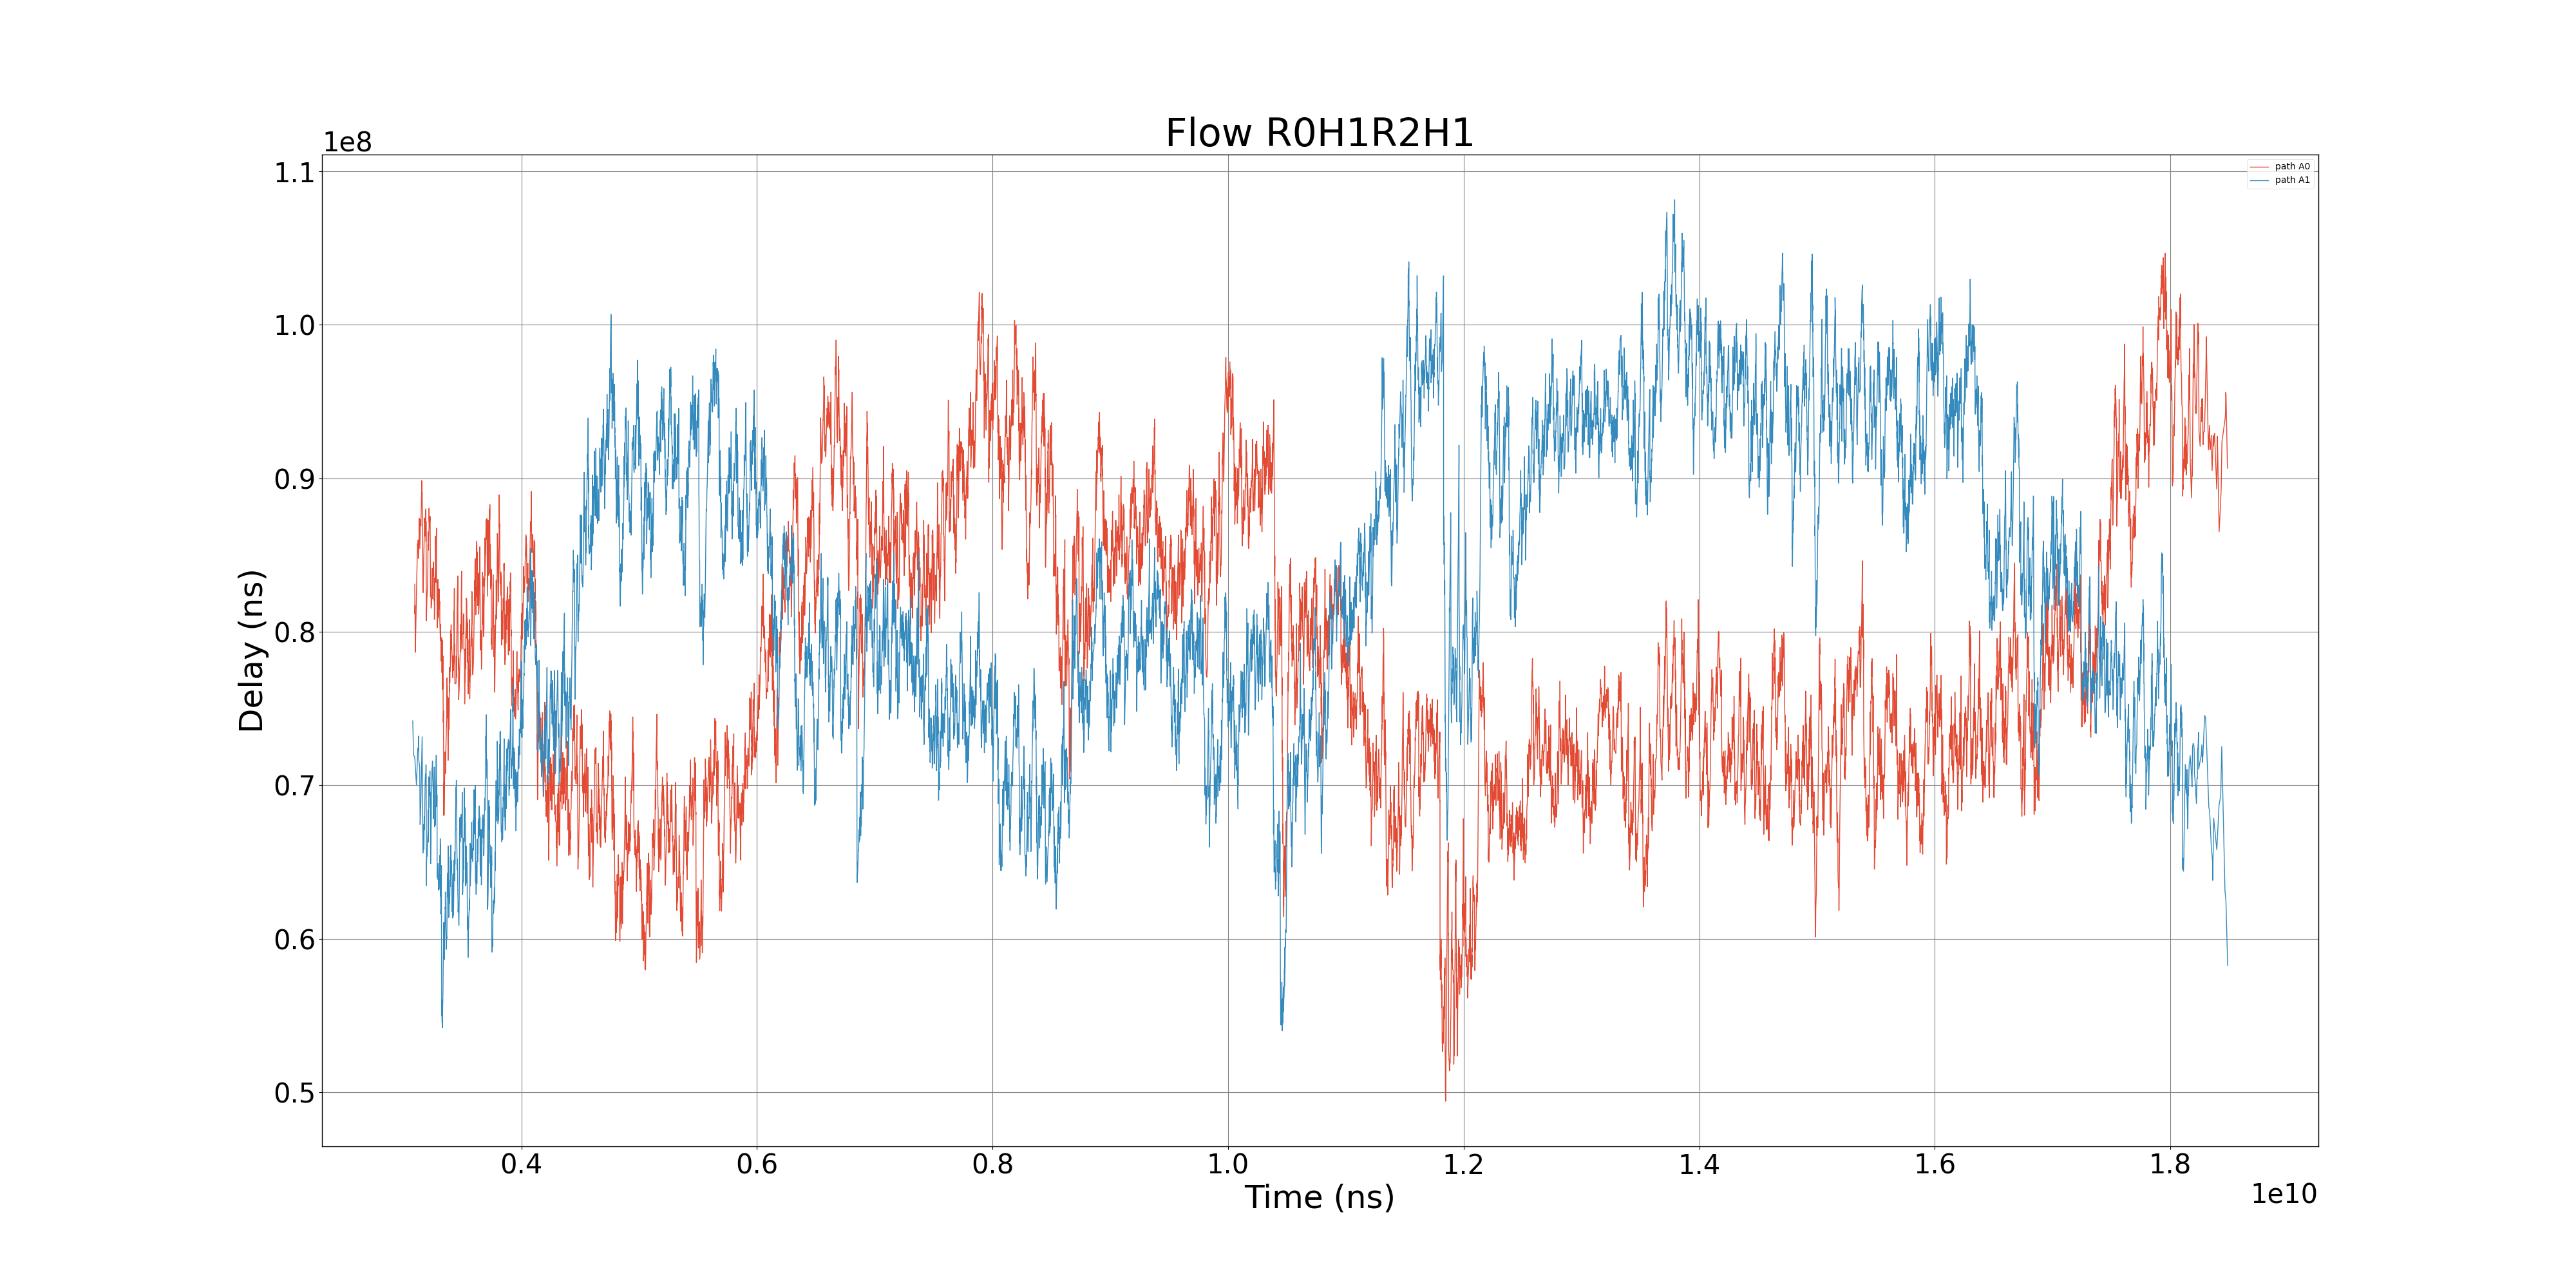 Flow R0H1R2H1
1e8
path A0
path A1
1.1
1.0
0.9
0.8
0.7
0.6
0.5
Delay (ns)
0.4 0.6 0.8 1.0 1.2 1.4 1.6 1.8
Time (ns)
1e10